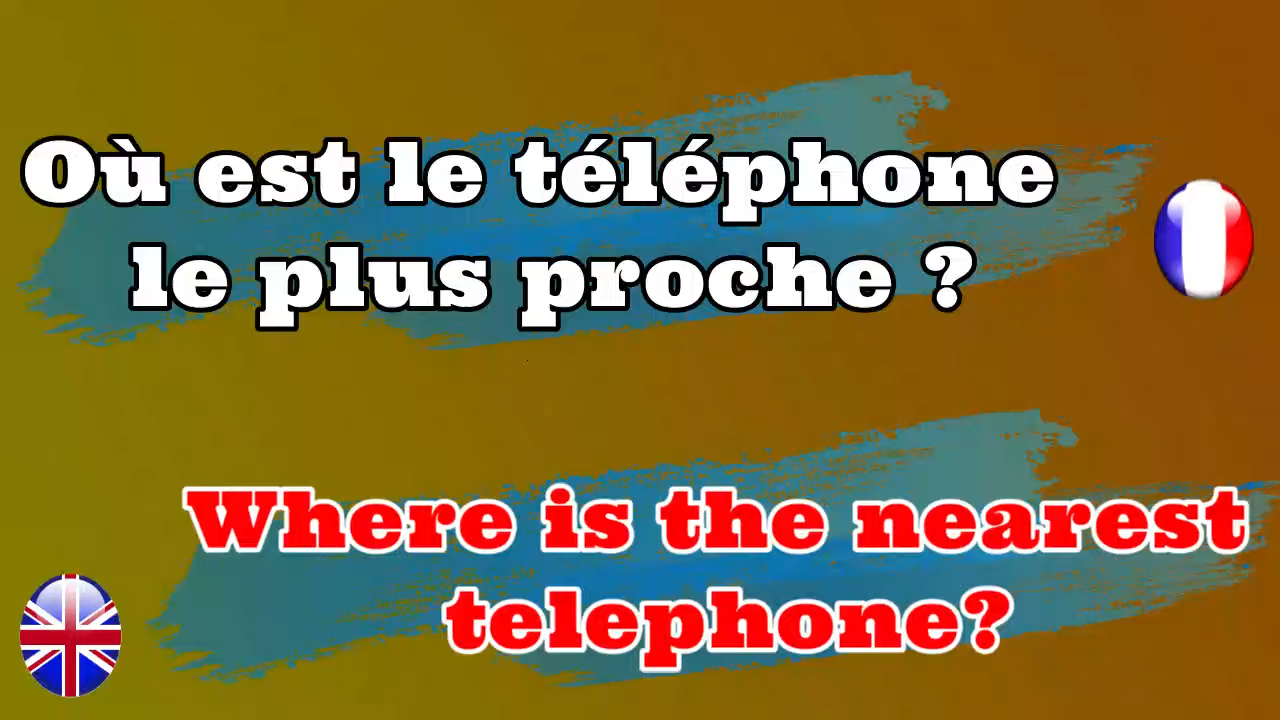 Où est le téléphone
le plus proche ?
Where is the nearest
telephone?